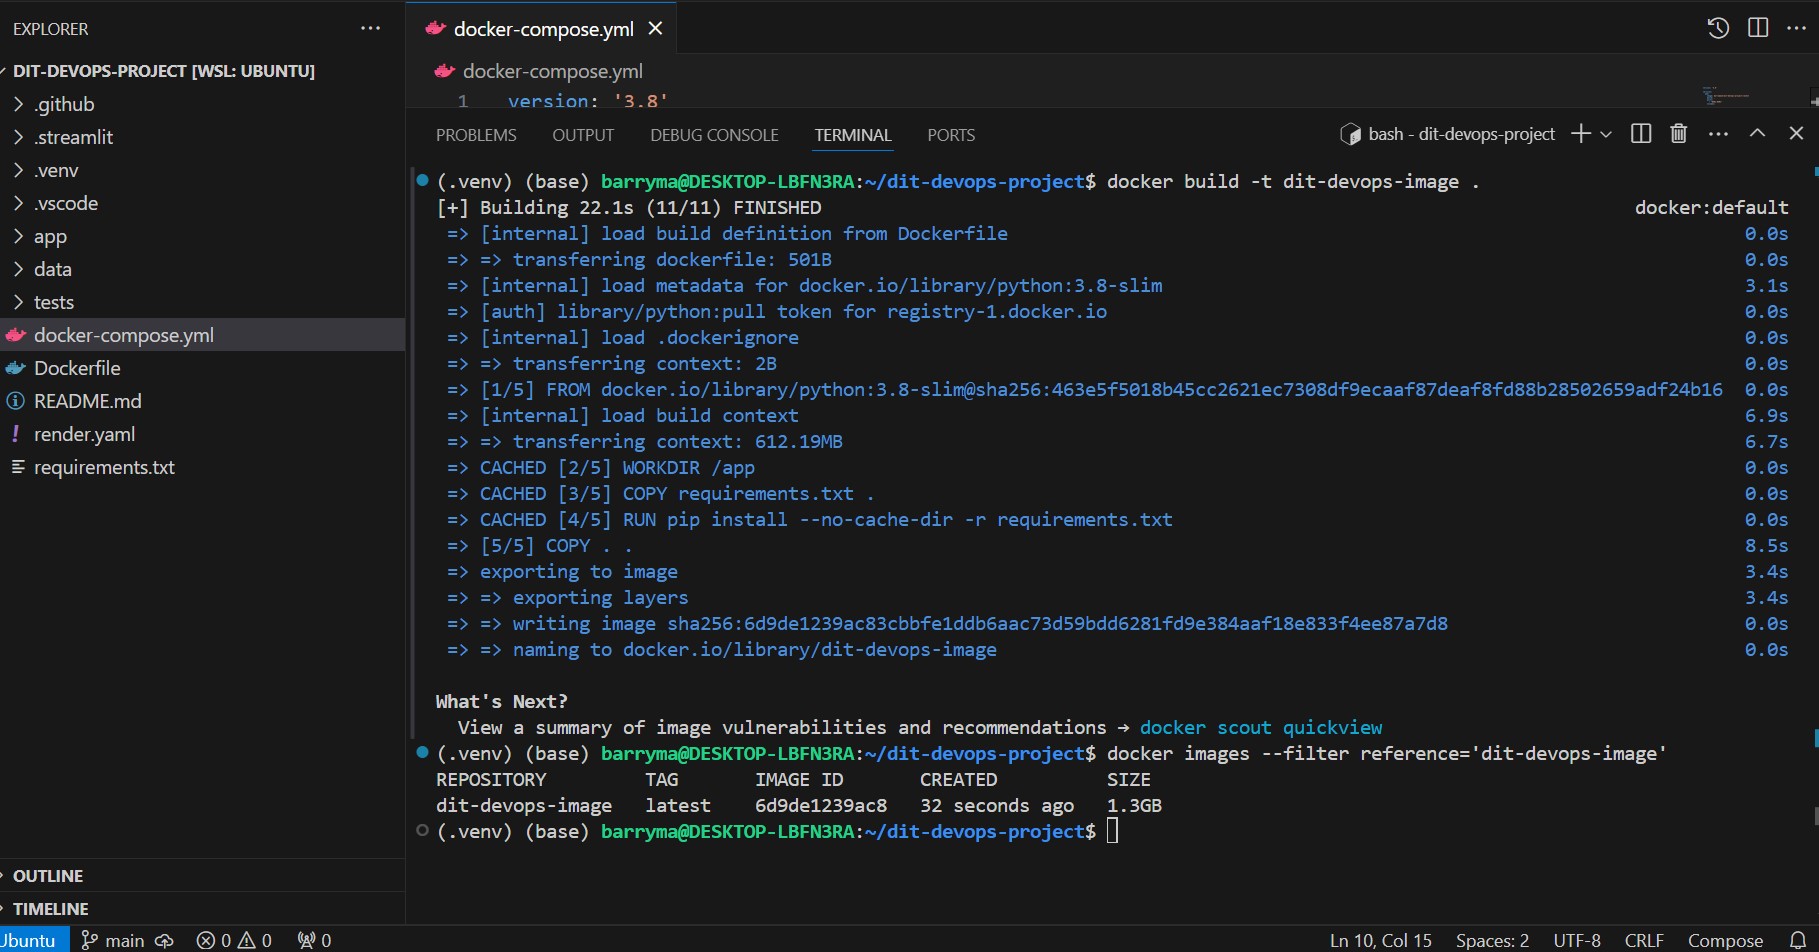 EXPLORER
DIT-DEVOPS-PROJECT [WSL: UBUNTU]
.github
.streamlit
.venv
.vscode
app
data
tests
docker-compose.yml
Dockerfile
README.md
render.yaml
requirements.txt
OUTLINE
TIMELINE
docker-compose.yml
docker-compose.yml
1 version: '3.8'
PROBLEMS OUTPUT DEBUG CONSOLE TERMINAL PORTS bash - dit-devops-project
(.venv) (base) barryma@DESKTOP-LBFN3RA:~/dit-devops-project$ docker build -t dit-devops-image .
[+] Building 22.1s (11/11) FINISHED docker:default
=> [internal] load build definition from Dockerfile 0.0s
=> => transferring dockerfile: 501B 0.0s
=> [internal] load metadata for docker.io/library/python:3.8-slim 3.1s
=> [auth] library/python:pull token for registry-1.docker.io 0.0s
=> [internal] load .dockerignore 0.0s
=> => transferring context: 2B 0.0s
=> [1/5] FROM docker.io/library/python:3.8-slim@sha256:463e5f5018b45cc2621ec7308df9ecaaf87deaf8fd88b28502659adf24b16 0.0s
=> [internal] load build context 6.9s
=> => transferring context: 612.19MB 6.7s
=> CACHED [2/5] WORKDIR /app 0.0s
=> CACHED [3/5] COPY requirements.txt . 0.0s
=> CACHED [4/5] RUN pip install --no-cache-dir -r requirements.txt 0.0s
=> [5/5] COPY . . 8.5s
=> exporting to image 3.4s
=> => exporting layers 3.4s
=> => writing image sha256:6d9de1239ac83cbbfe1ddb6aac73d59bdd6281fd9e384aaf18e833f4ee87a7d8 0.0s
=> => naming to docker.io/library/dit-devops-image 0.0s
What's Next?
View a summary of image vulnerabilities and recommendations → docker scout quickview
(.venv) (base) barryma@DESKTOP-LBFN3RA:~/dit-devops-project$ docker images --filter reference='dit-devops-image'
REPOSITORY TAG IMAGE ID CREATED SIZE
dit-devops-image latest 6d9de1239ac8 32 seconds ago 1.3GB
(.venv) (base) barryma@DESKTOP-LBFN3RA:~/dit-devops-project$
Ubuntu main 0 0 0 Ln 10, Col 15 Spaces: 2 UTF-8 CRLF Compose